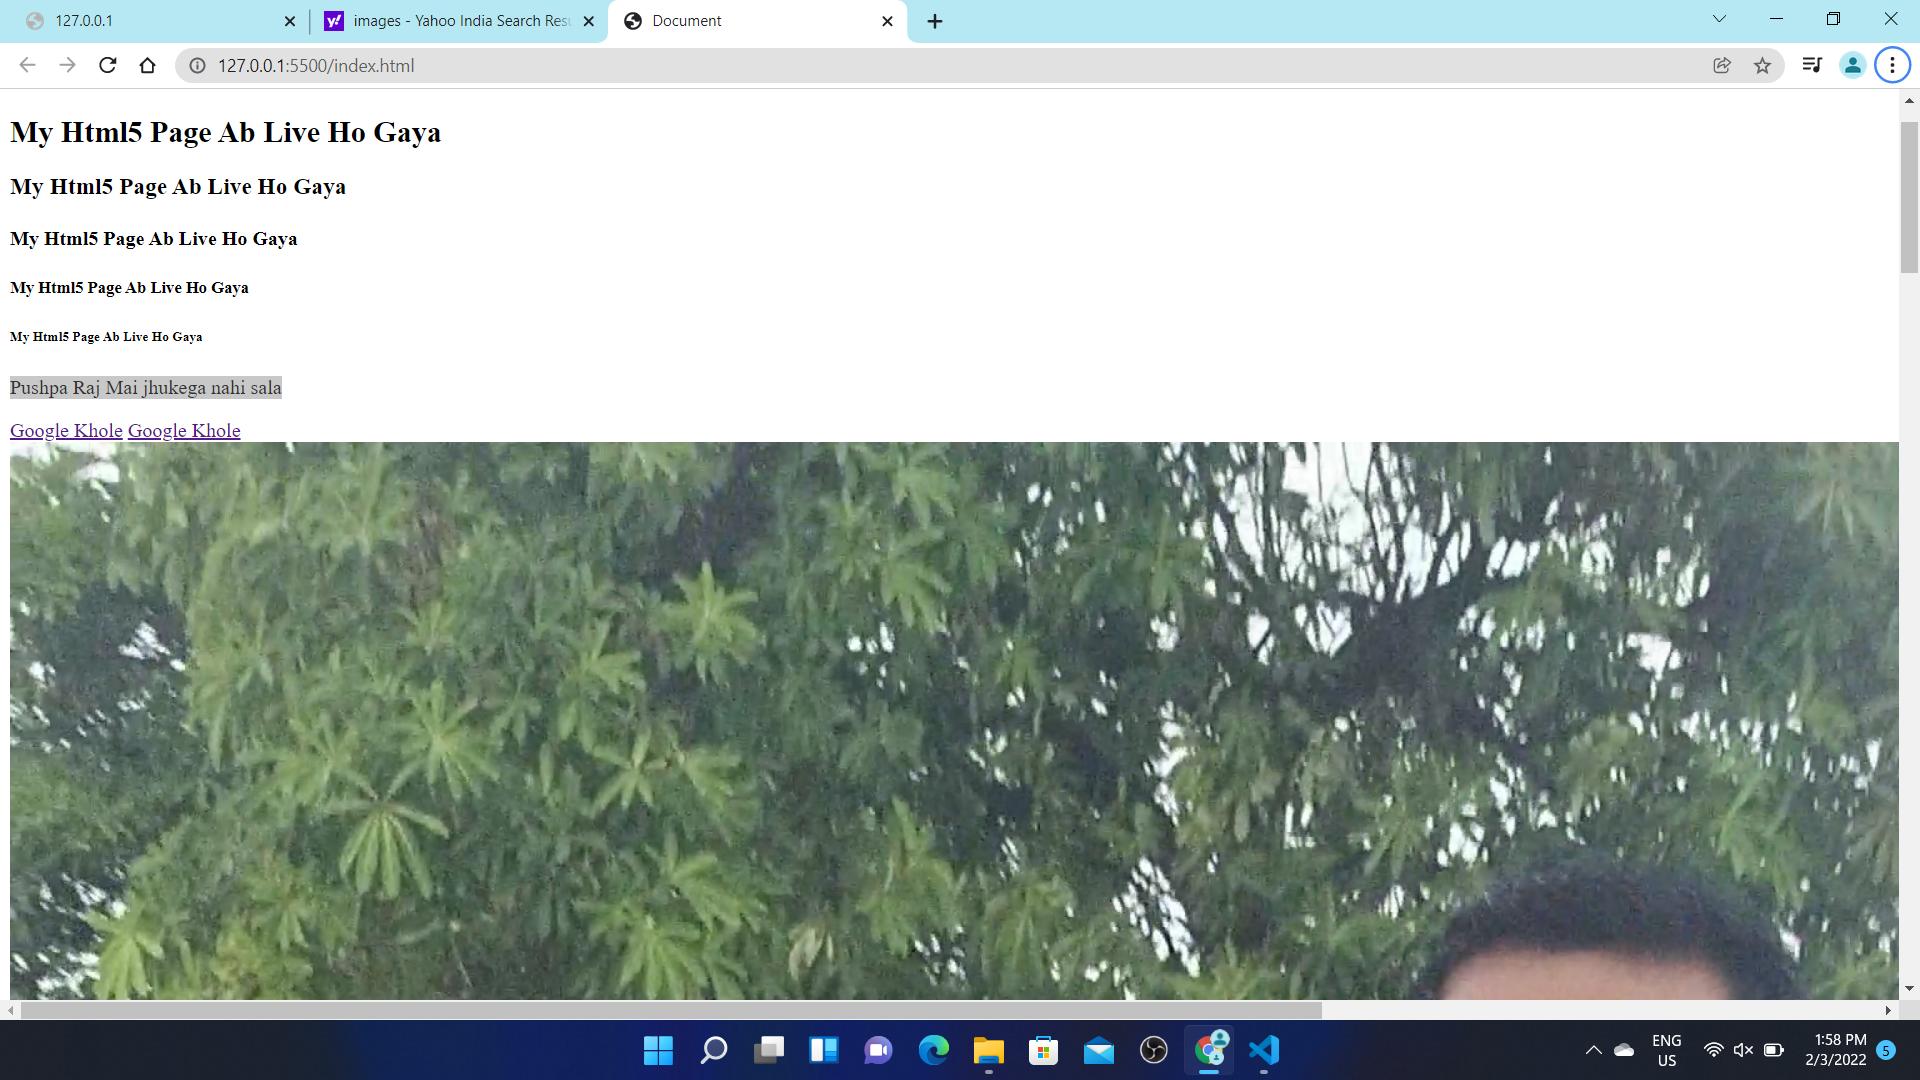 127.0.0.1
images - Yahoo India Search Res
Document
127.0.0.1:5500/index.html
My Html5 Page Ab Live Ho Gaya
My Html5 Page Ab Live Ho Gaya
My Html5 Page Ab Live Ho Gaya
My Html5 Page Ab Live Ho Gaya
My Html5 Page Ab Live Ho Gaya
Pushpa Raj Mai jhukega nahi sala
Google Khole Google Khole
ENG
US
1:58 PM
2/3/2022
5